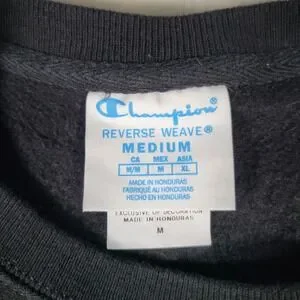 Champion
REVERSE WEAVE®
MEDIUM
CA MEX ASIA
M/M M XL
MADE IN HONDURAS
FABRIQUÉ AU HONDURAS
HECHO EN HONDURAS
EXCLUSIVE OF DECORATION
MADE IN HONDURAS
M